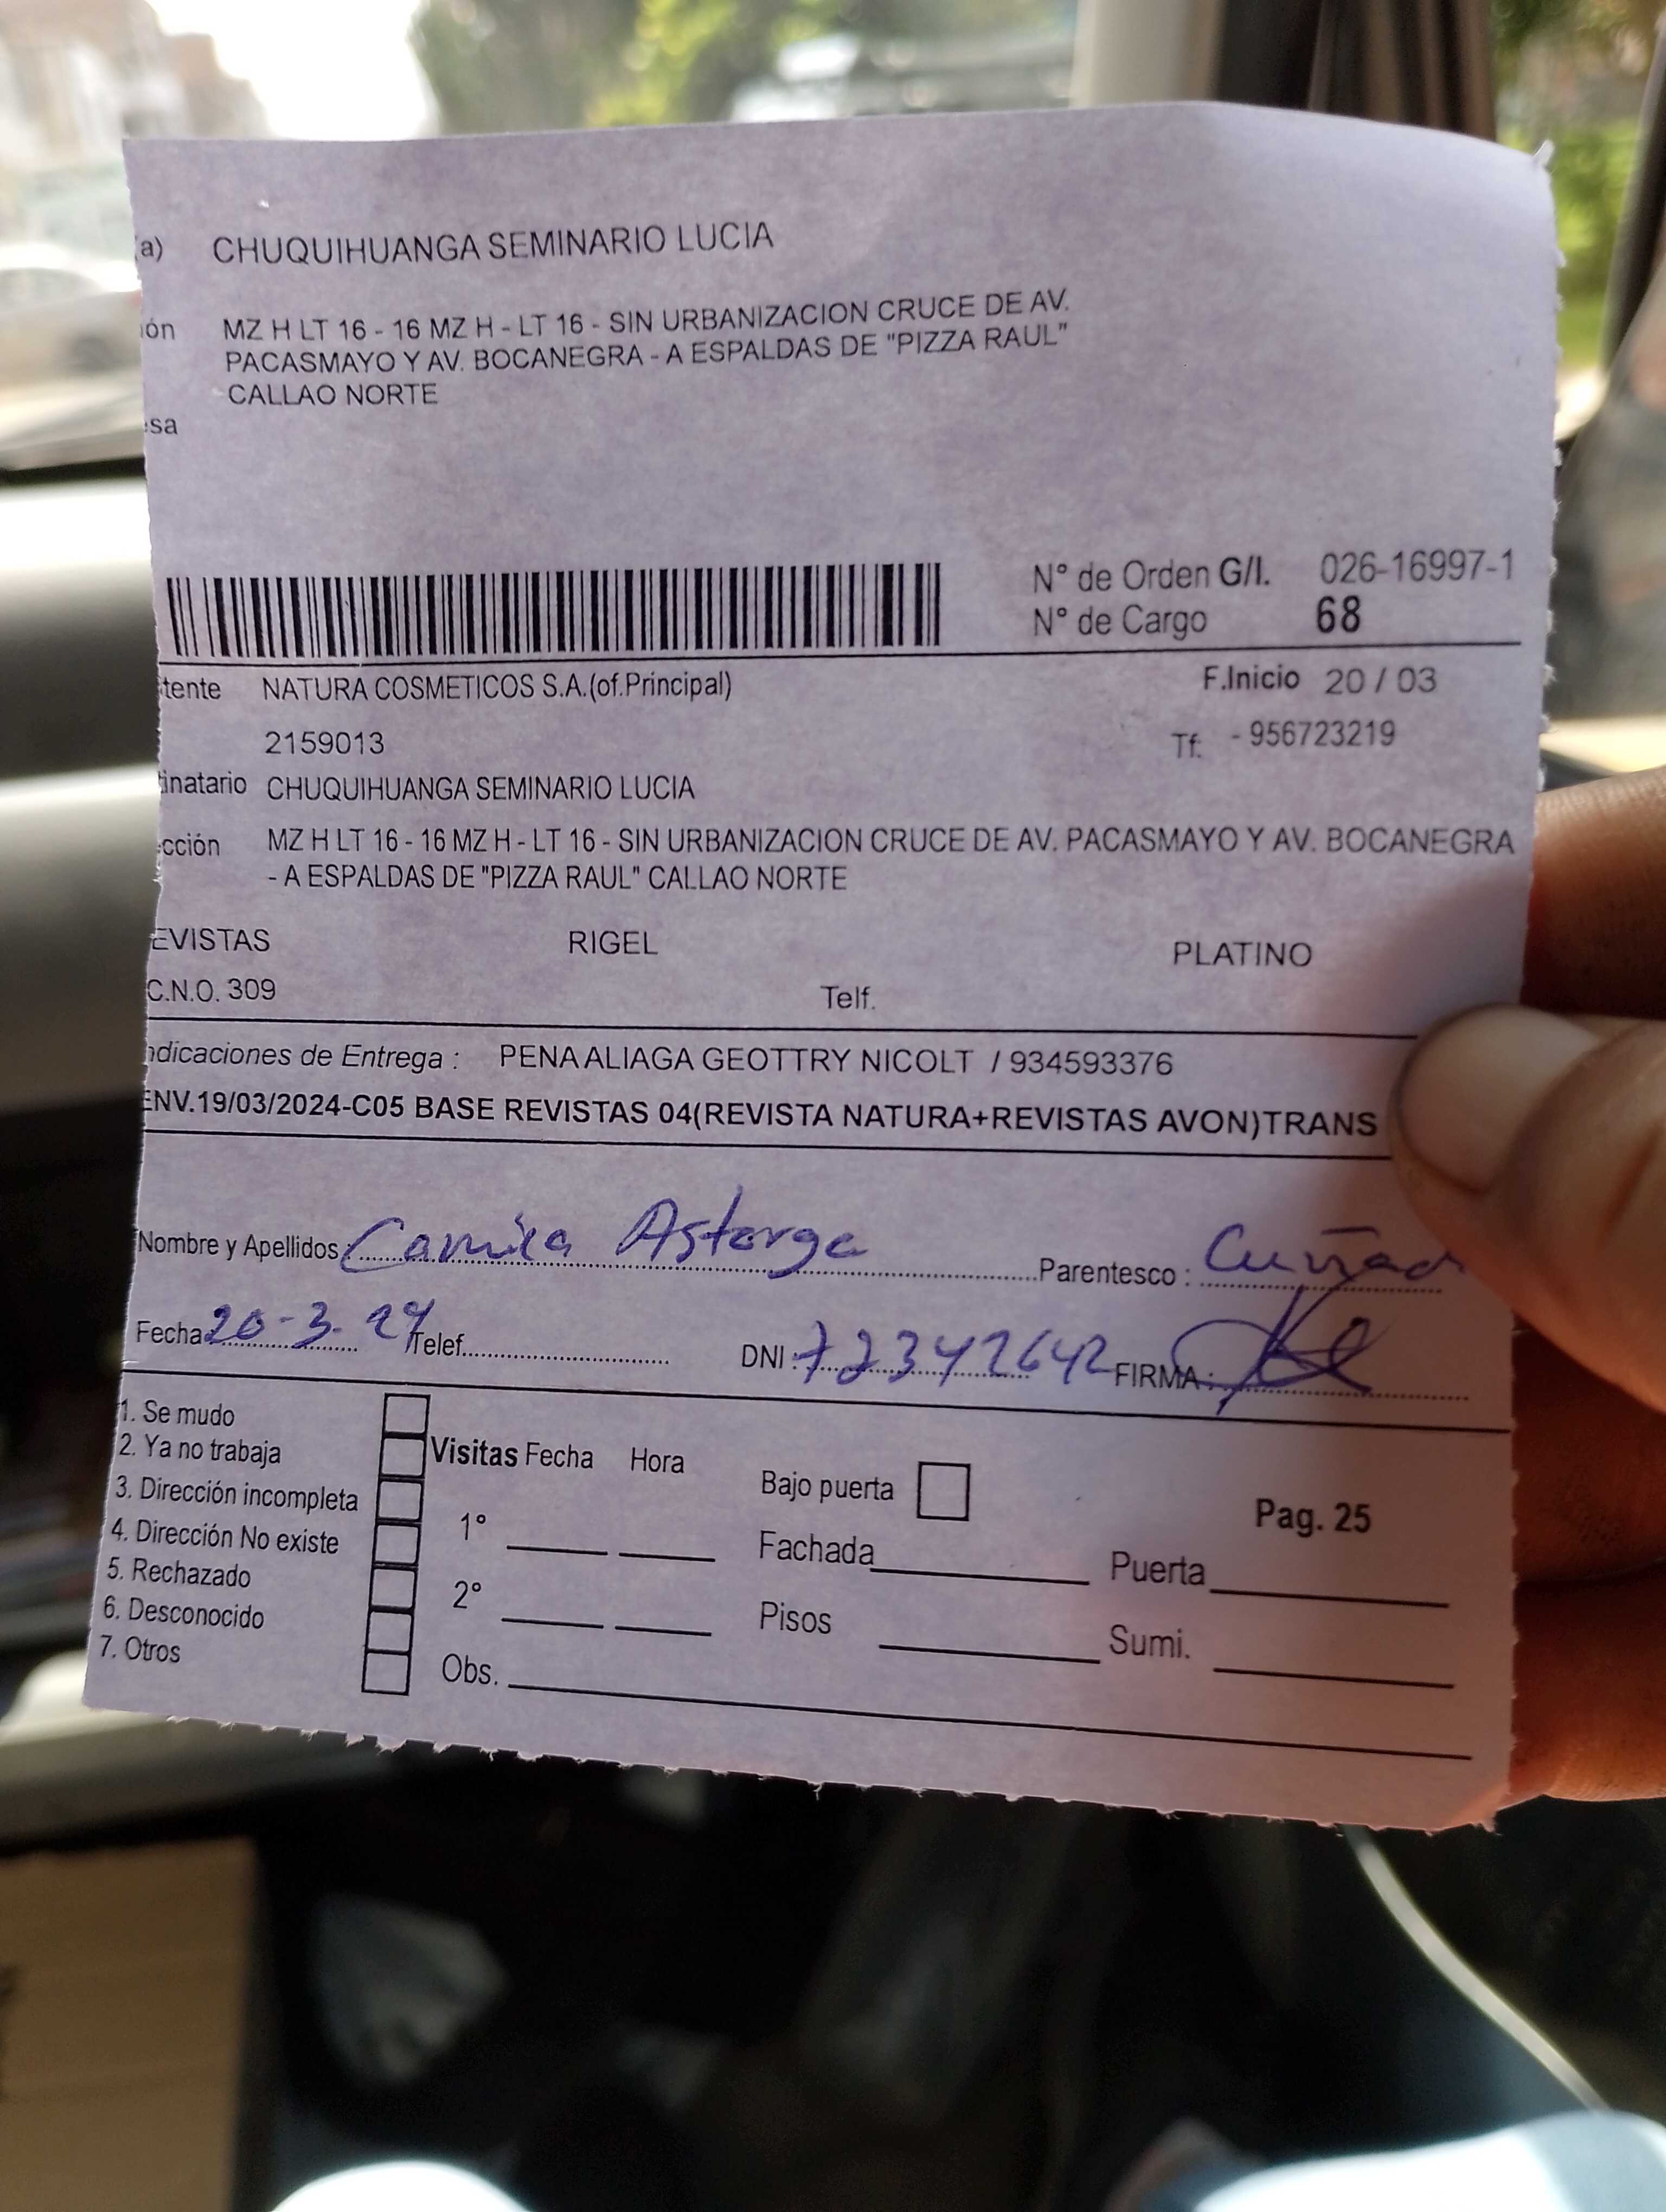 a) CHUQUIHUANGA SEMINARIO LUCIA
ión MZ H LT 16 - 16 MZ H - LT 16 - SIN URBANIZACION CRUCE DE AV.
PACASMAYO Y AV. BOCANEGRA - A ESPALDAS DE "PIZZA RAUL"
CALLAO NORTE
sa
N° de Orden G/I. 026-16997-1
N° de Cargo 68
tente NATURA COSMETICOS S.A.(of.Principal) F.Inicio 20 / 03
2159013 Tf: - 956723219
inatario CHUQUIHUANGA SEMINARIO LUCIA
cción MZ H LT 16 - 16 MZ H - LT 16 - SIN URBANIZACION CRUCE DE AV. PACASMAYO Y AV. BOCANEGRA
- A ESPALDAS DE "PIZZA RAUL" CALLAO NORTE
EVISTAS RIGEL PLATINO
C.N.O. 309 Telf.
ndicaciones de Entrega : PENA ALIAGA GEOTTRY NICOLT / 934593376
ENV.19/03/2024-C05 BASE REVISTAS 04(REVISTA NATURA+REVISTAS AVON)TRANS
Nombre y Apellidos: Camila Astorga Parentesco : Cuñad
Fecha 20-3-24 Telef. DNI: 72342642 FIRMA:
1. Se mudo
2. Ya no trabaja
3. Dirección incompleta
4. Dirección No existe
5. Rechazado
6. Desconocido
7. Otros
Visitas Fecha Hora
1°
2°
Obs.
Bajo puerta Pag. 25
Fachada Puerta
Pisos Sumi.